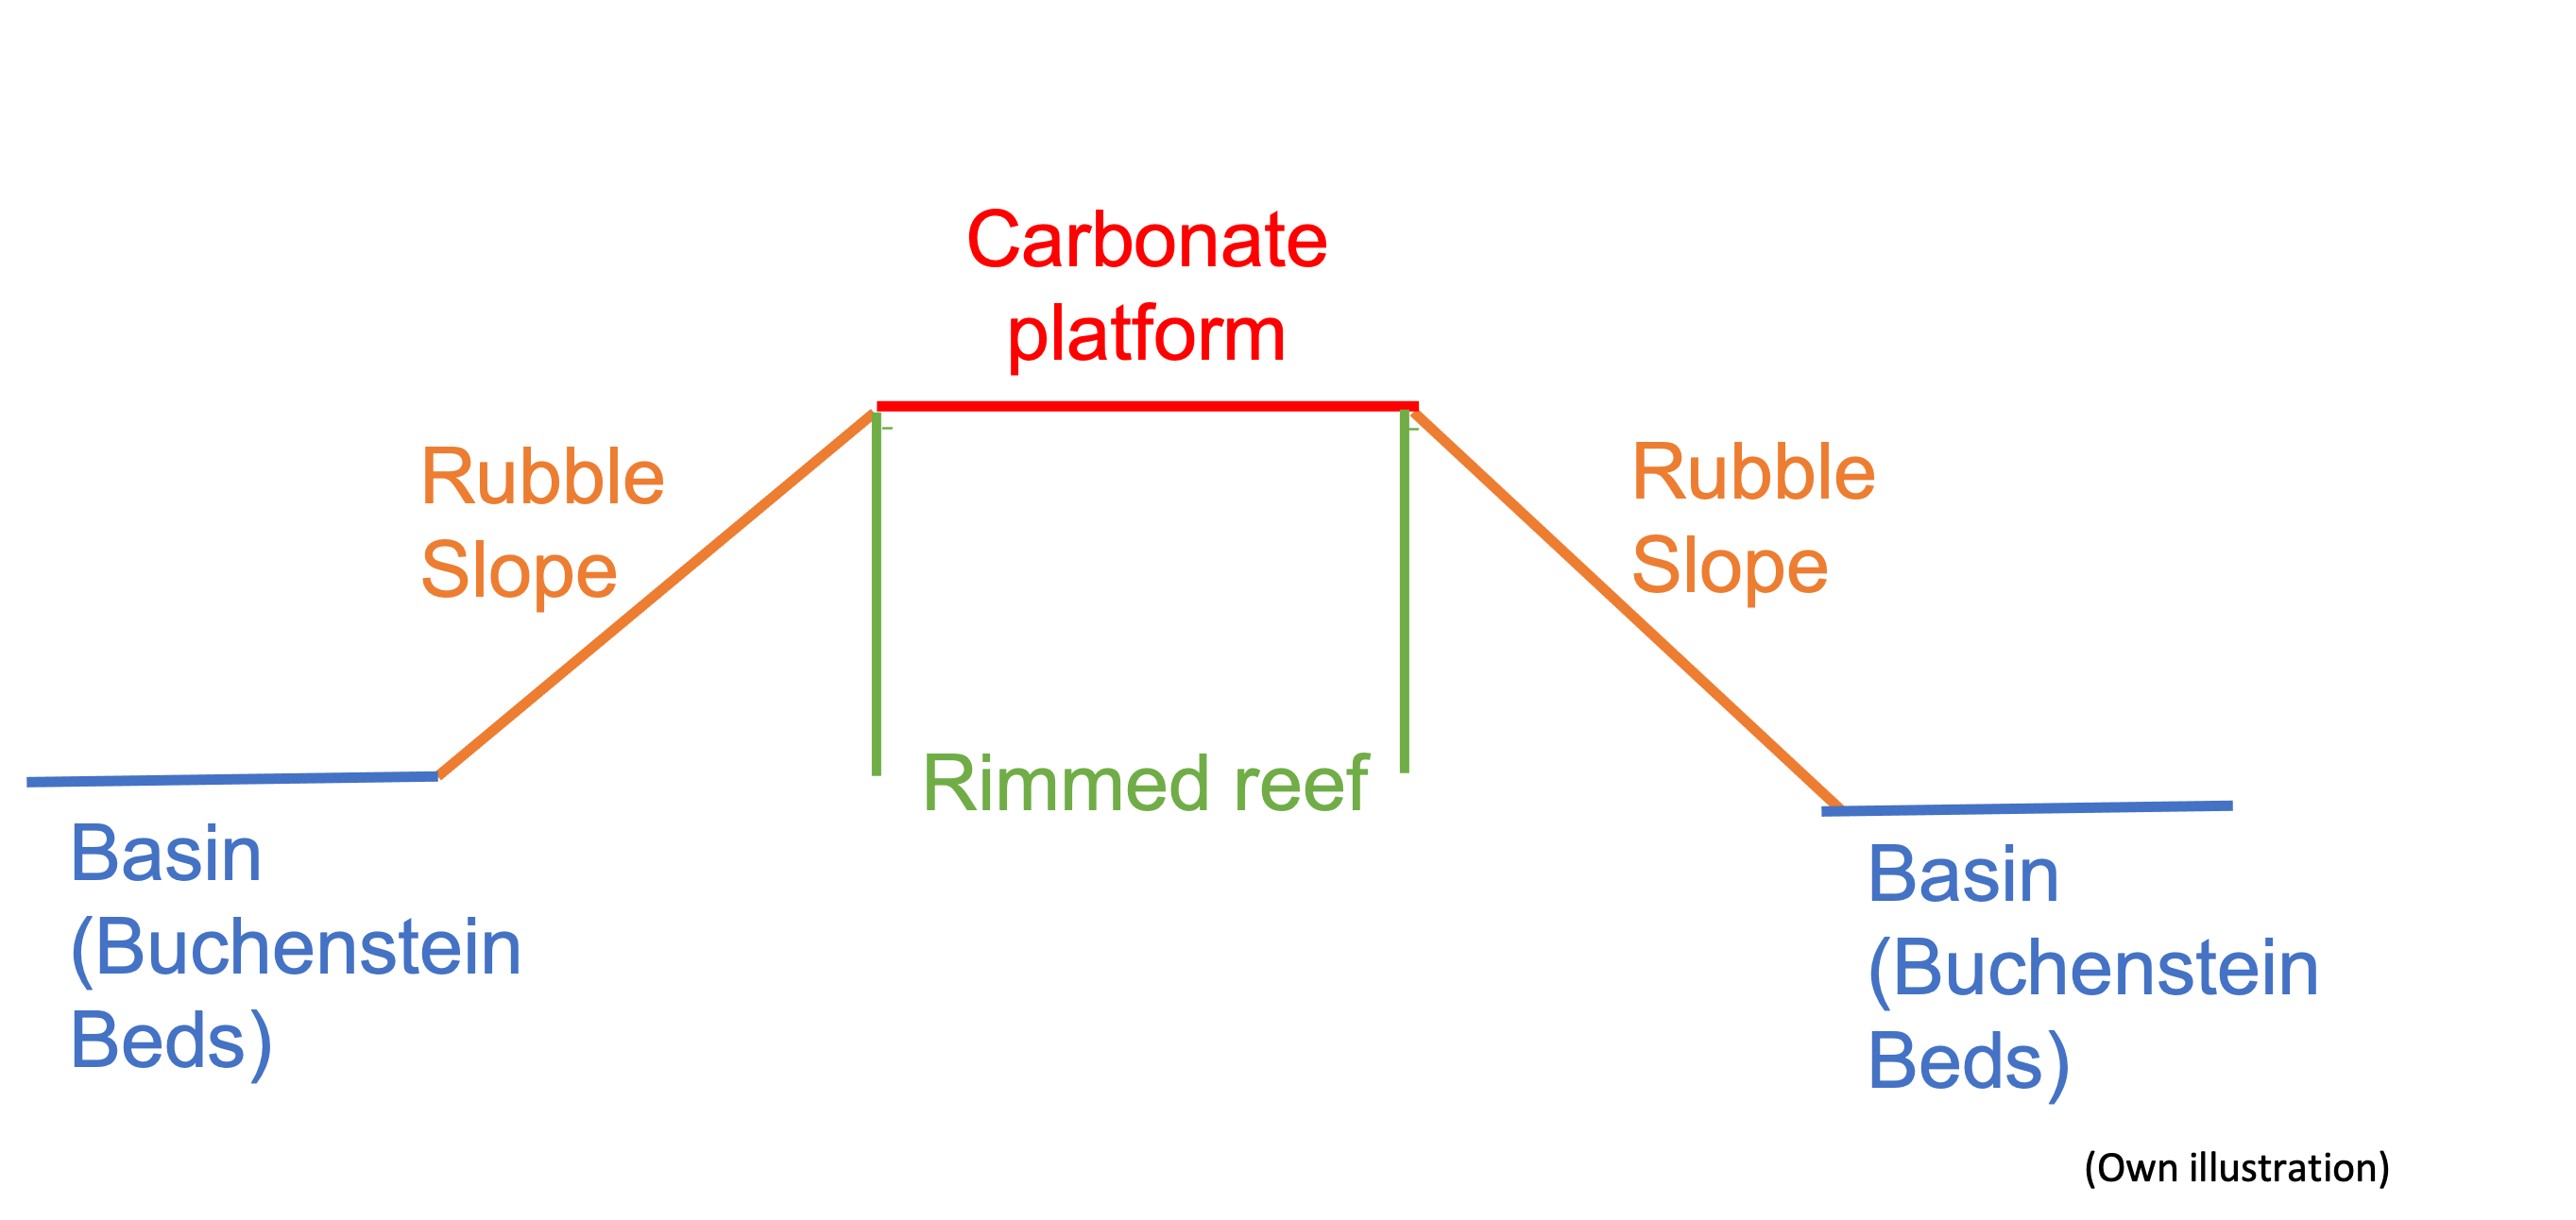 Carbonate
platform
Rubble
Slope
Rubble
Slope
Rimmed reef
Basin
(Buchenstein
Beds)
Basin
(Buchenstein
Beds)
(Own illustration)